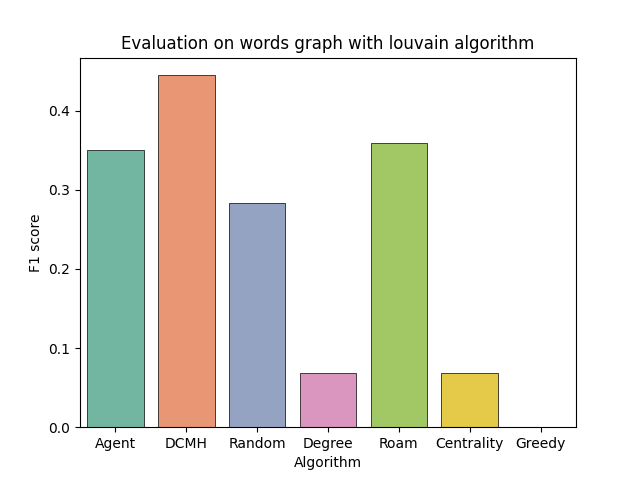 Evaluation on words graph with louvain algorithm
F1 score
0.4
0.3
0.2
0.1
0.0
Agent DCMH Random Degree Roam Centrality Greedy
Algorithm